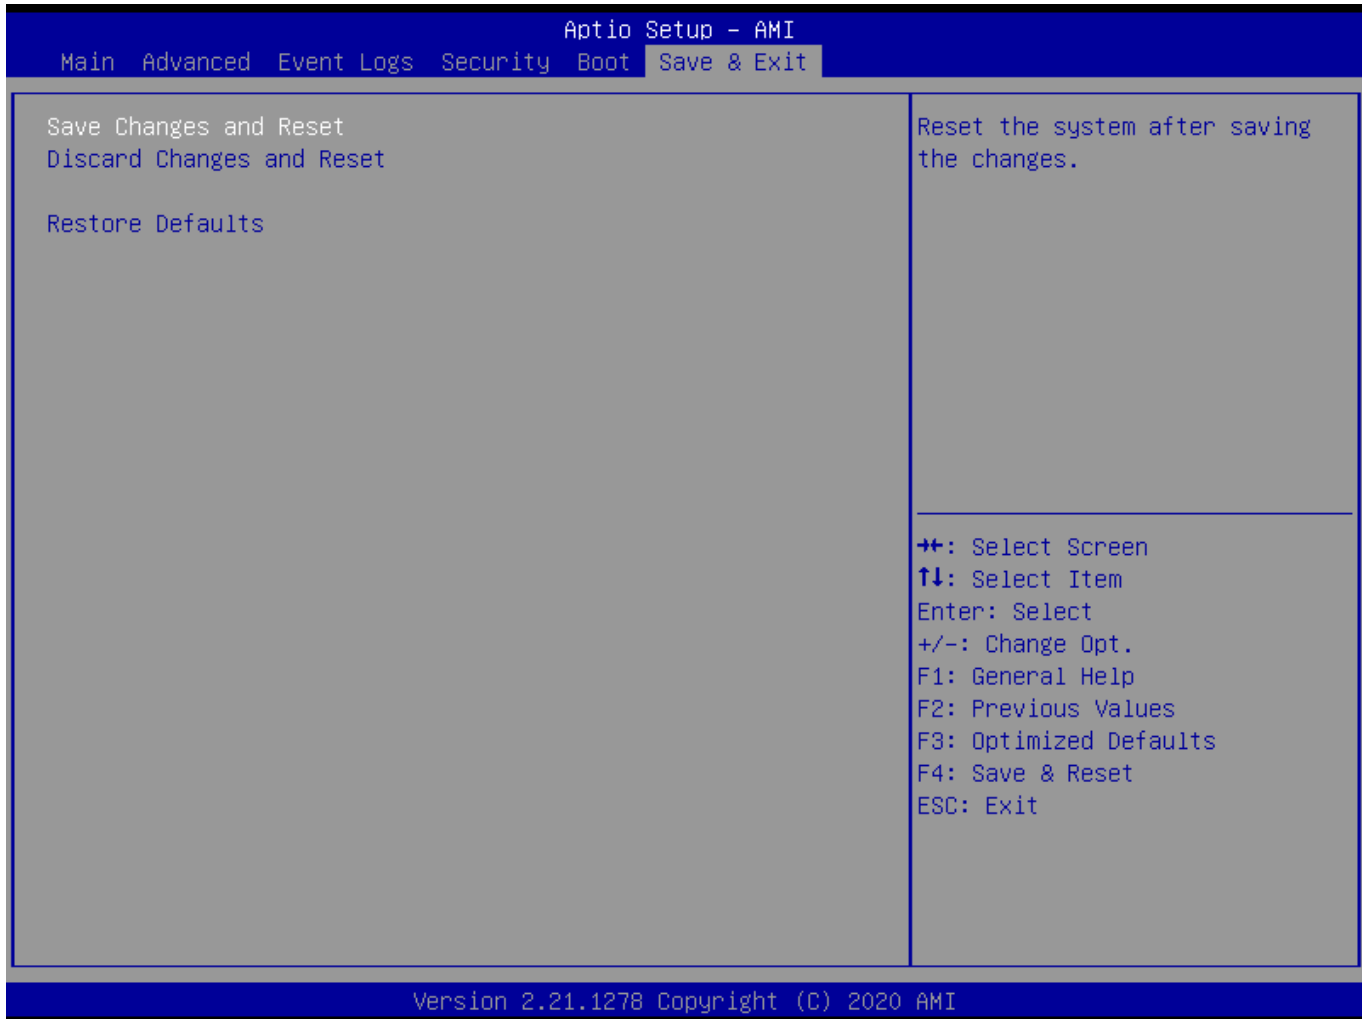 Aptio Setup – AMI
Main Advanced Event Logs Security Boot Save & Exit
Save Changes and Reset
Discard Changes and Reset
Restore Defaults
Reset the system after saving
the changes.
→←: Select Screen
↑↓: Select Item
Enter: Select
+/-: Change Opt.
F1: General Help
F2: Previous Values
F3: Optimized Defaults
F4: Save & Reset
ESC: Exit
Version 2.21.1278 Copyright (C) 2020 AMI